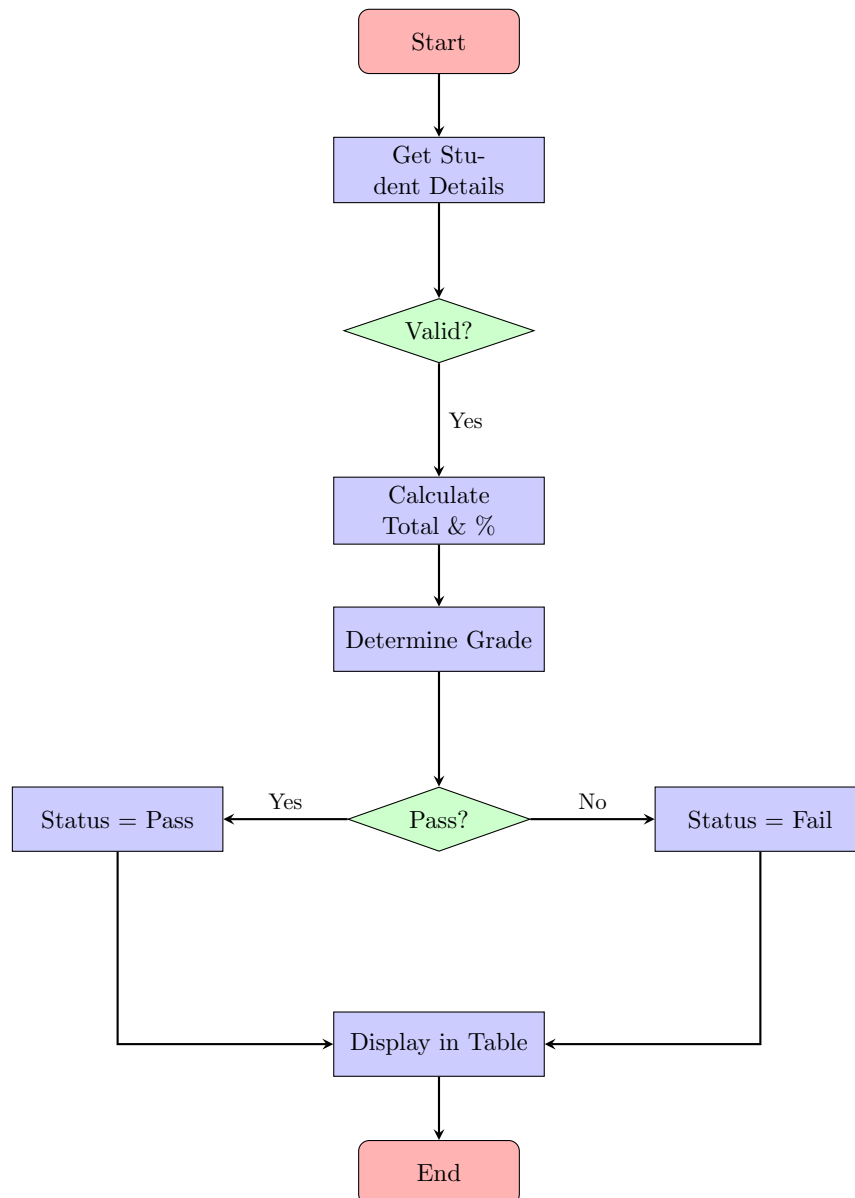 Start
Get Stu-
dent Details
Valid?
Yes
Calculate
Total & %
Determine Grade
Status = Pass
Yes
Pass?
No
Status = Fail
Display in Table
End